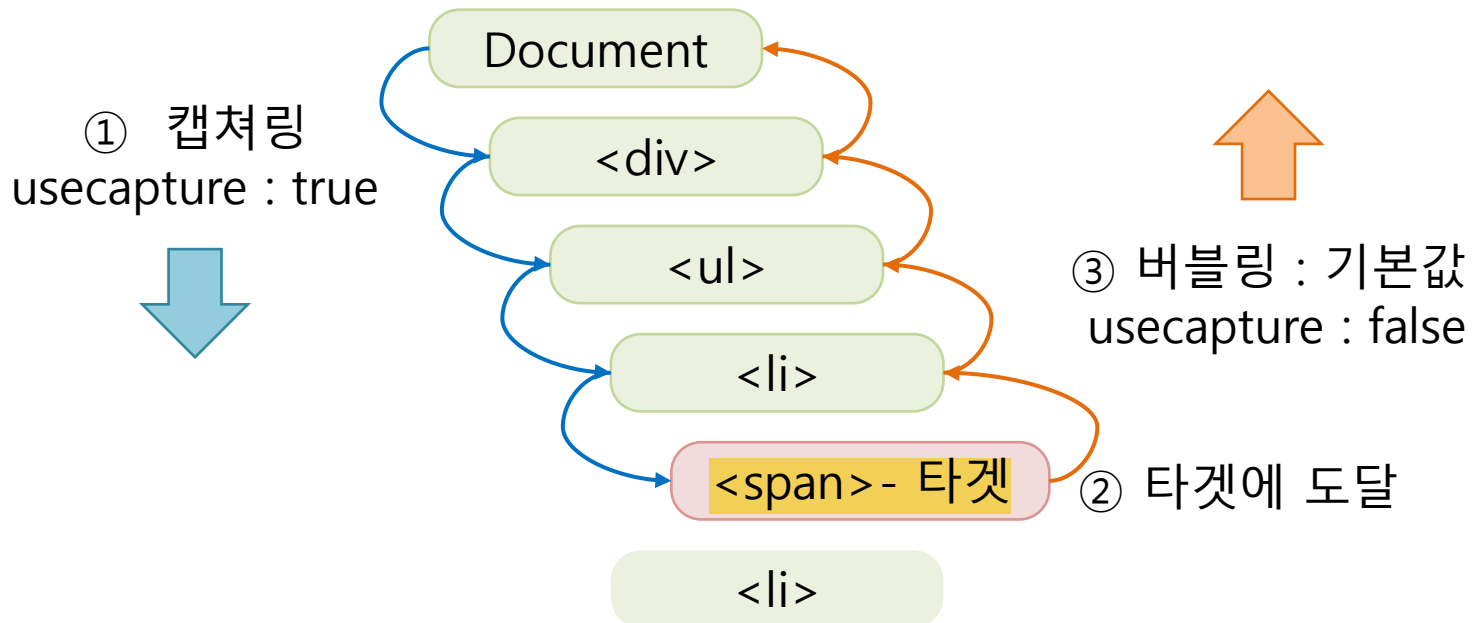 Document
① 캡쳐링
usecapture : true
<div>
<ul>
③ 버블링 : 기본값
usecapture : false
<li>
<span>- 타겟
② 타겟에 도달
<li>